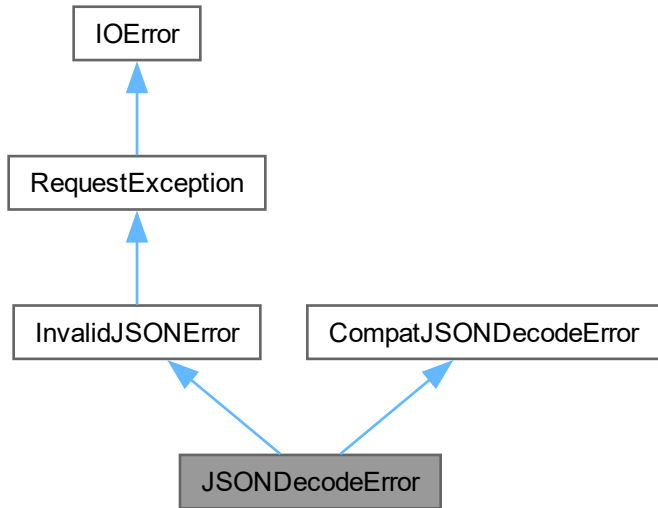 IOError
RequestException
InvalidJSONError
CompatJSONDecodeError
JSONDecodeError